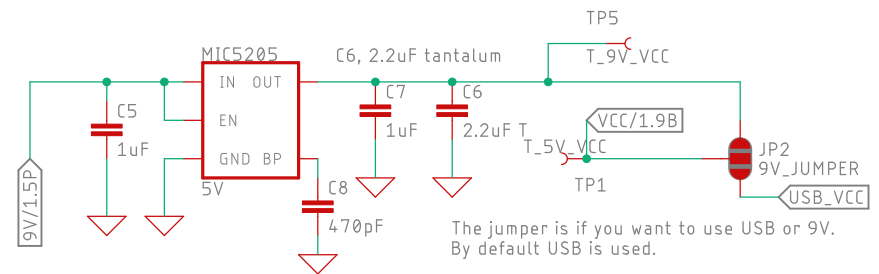 TP5
MIC5205
C6, 2.2uF tantalum
T_9V_VCC
IN OUT
C5
C7
C6
EN
VCC/1.9B
1uF
1uF
2.2uF T
T_5V_VCC
JP2
GND BP
9V_JUMPER
5V
C8
TP1
USB_VCC
9V/1.5P
470pF
The jumper is if you want to use USB or 9V.
By default USB is used.